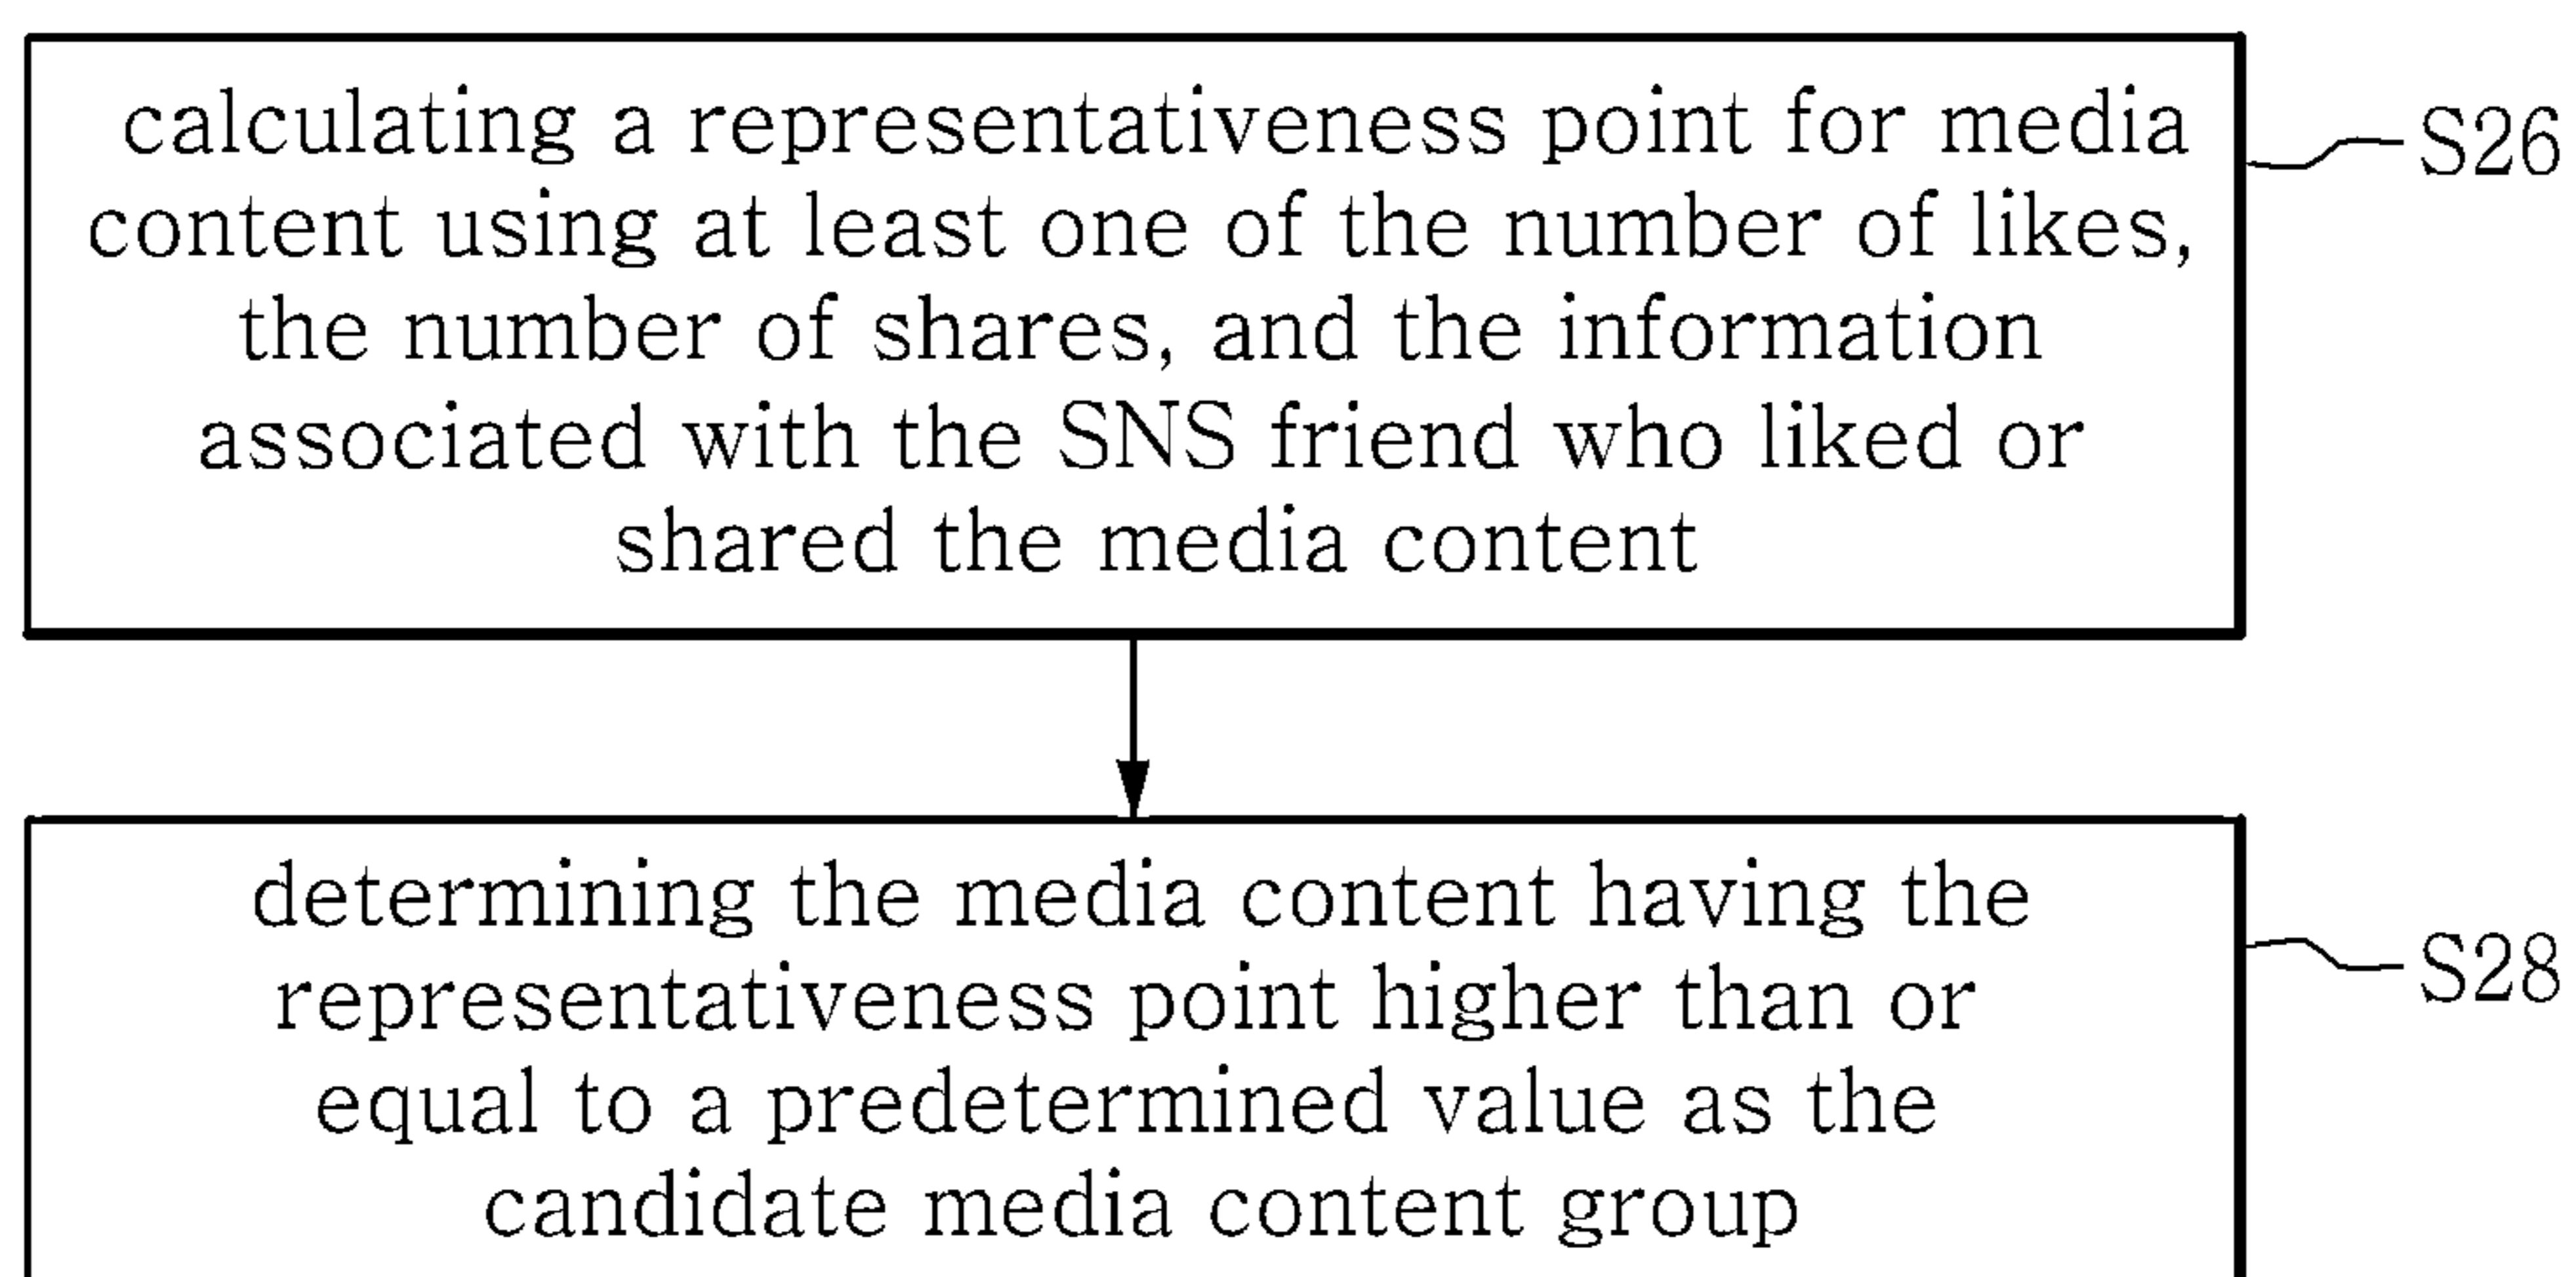 calculating a representativeness point for media
content using at least one of the number of likes,
the number of shares, and the information
associated with the SNS friend who liked or
shared the media content
S26
determining the media content having the
representativeness point higher than or
equal to a predetermined value as the
candidate media content group
S28